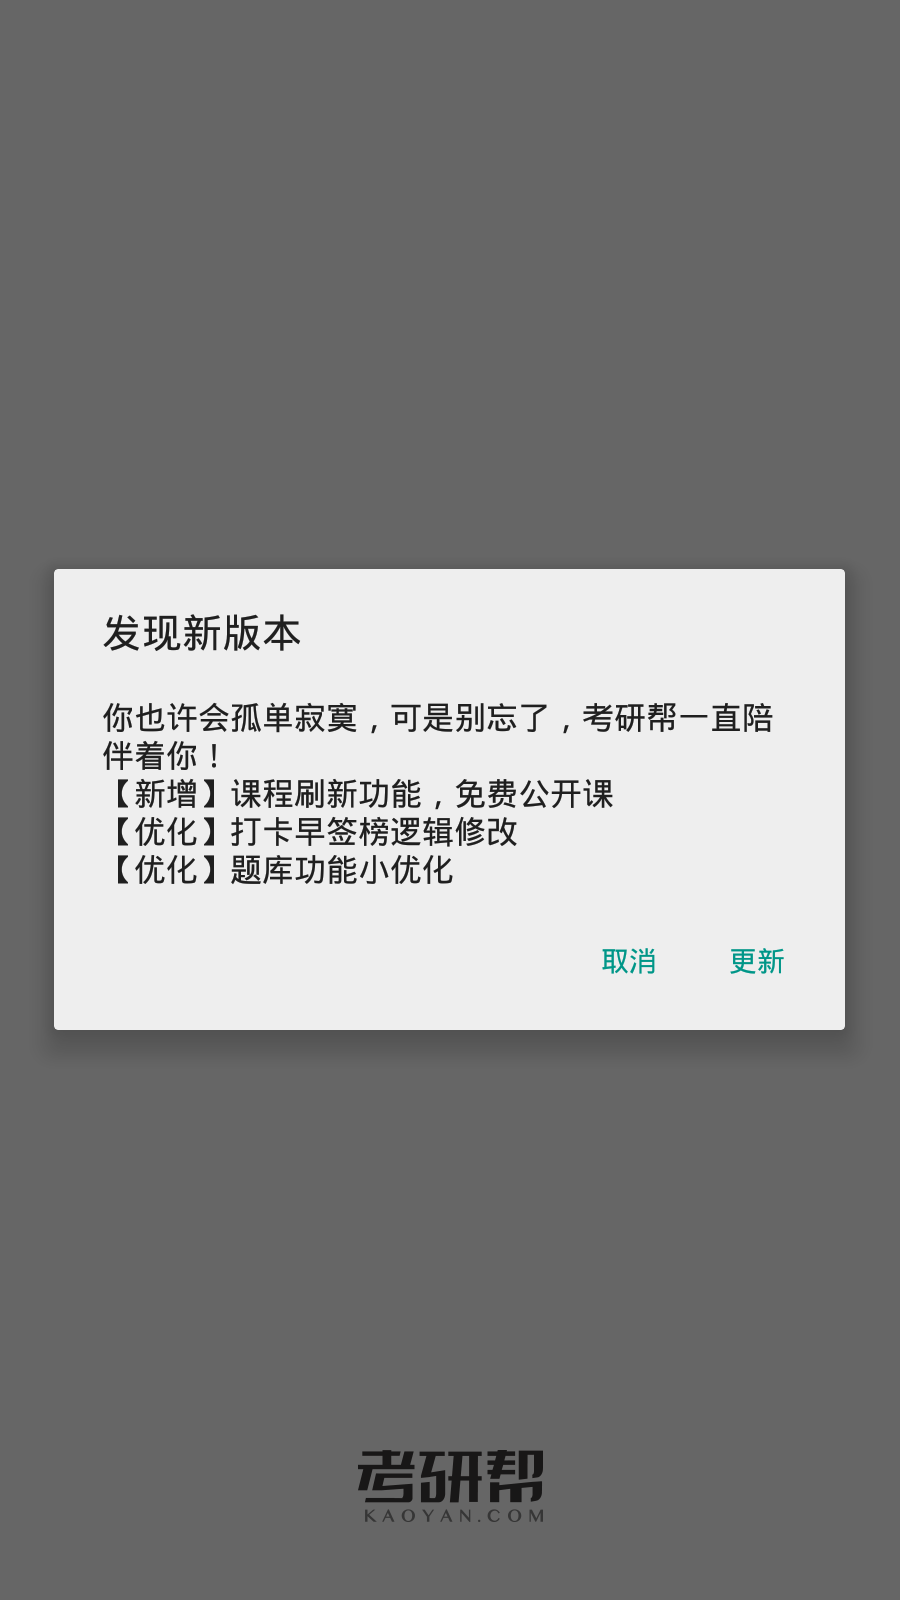 发现新版本
你也许会孤单寂寞，可是别忘了，考研帮一直陪
伴着你！
【新增】课程刷新功能，免费公开课
【优化】打卡早签榜逻辑修改
【优化】题库功能小优化
取消 更新
考研帮
KAOYAN.COM